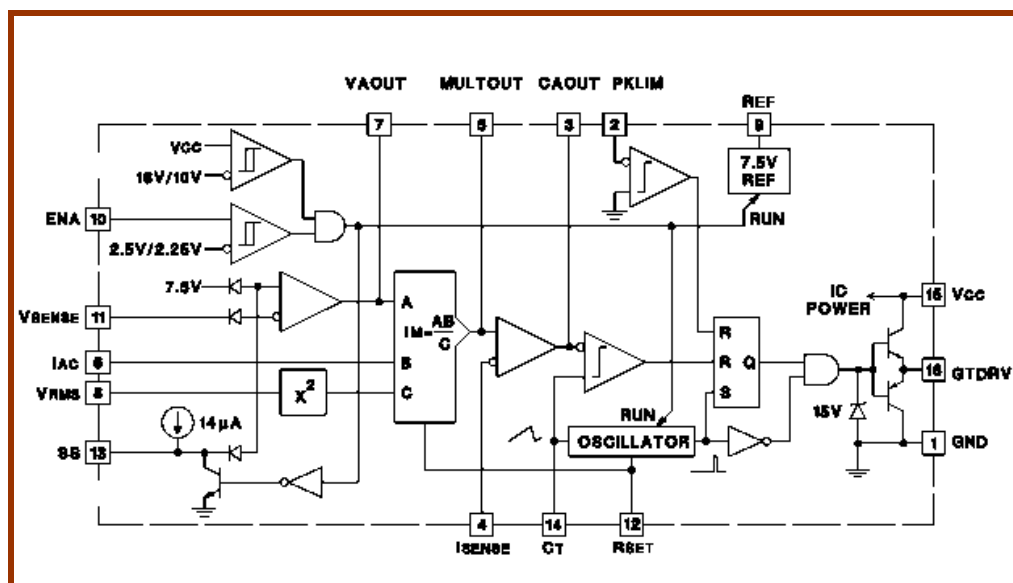 VAOUT MULTOUT CAOUT PKLIM REF
7 5 3 2 9
VCC
16V/10V
7.5V
REF
ENA 10
2.5V/2.25V
RUN
7.5V
VSENSE 11
A
IM=AB/C
IC
POWER
15 VCC
IAC 6
B
R
R Q
S
16 GTDRV
VRMS 8
X²
C
14µA
RUN
15V
SS 13
OSCILLATOR
1 GND
4 14 12
ISENSE CT RSET